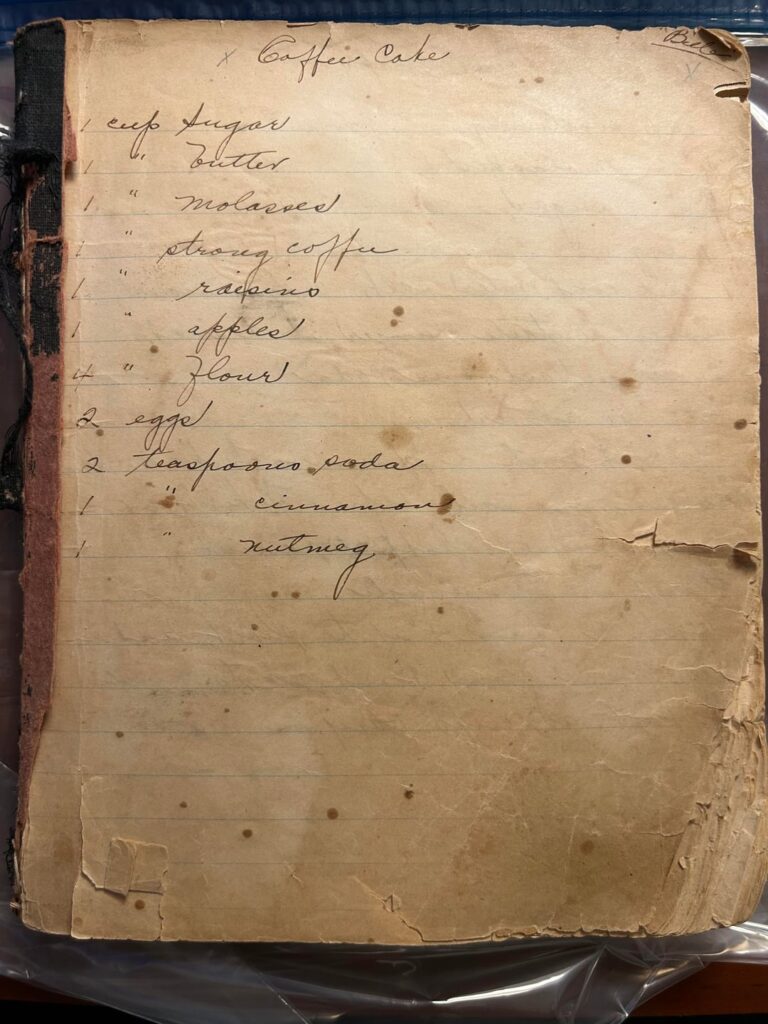 x Coffee Cake
1 cup Sugar
1 " butter
1 " molasses
1 " strong coffee
1 " raisins
1 " apples
4 " flour
2 eggs
2 teaspoons soda
1 " cinnamon
1 " nutmeg